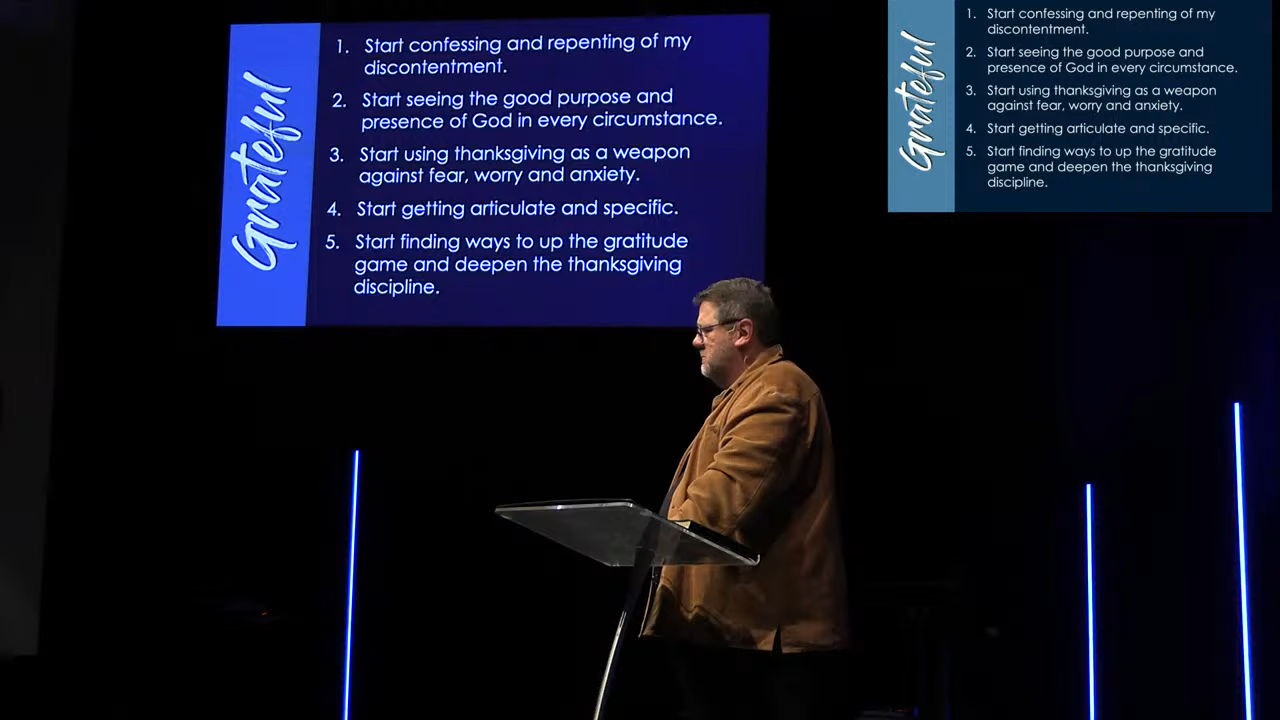 Grateful
1. Start confessing and repenting of my
discontentment.
2. Start seeing the good purpose and
presence of God in every circumstance.
3. Start using thanksgiving as a weapon
against fear, worry and anxiety.
4. Start getting articulate and specific.
5. Start finding ways to up the gratitude
game and deepen the thanksgiving
discipline.
Grateful
1. Start confessing and repenting of my
discontentment.
2. Start seeing the good purpose and
presence of God in every circumstance.
3. Start using thanksgiving as a weapon
against fear, worry and anxiety.
4. Start getting articulate and specific.
5. Start finding ways to up the gratitude
game and deepen the thanksgiving
discipline.